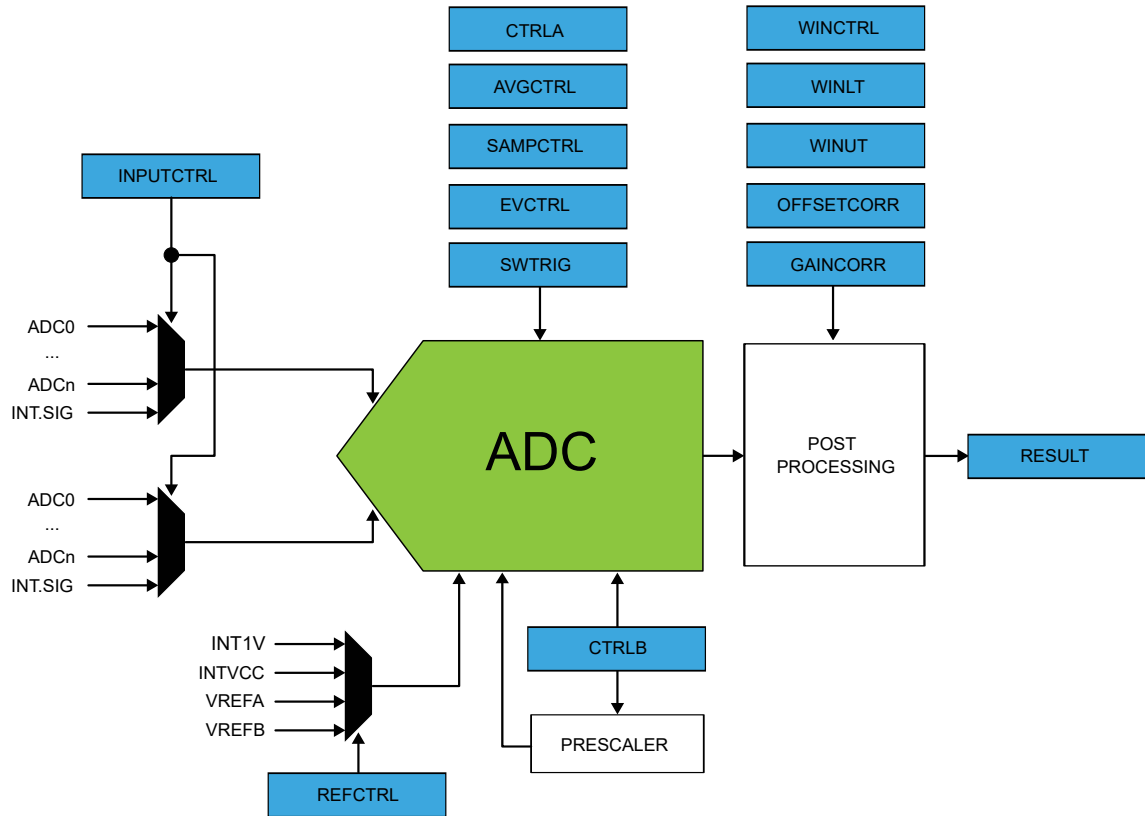 CTRLA
WINCTRL
AVGCTRL
WINLT
SAMPCTRL
WINUT
INPUTCTRL
EVCTRL
OFFSETCORR
SWTRIG
GAINCORR
ADC0
...
ADCn
INT.SIG
ADC
POST
PROCESSING
RESULT
ADC0
...
ADCn
INT.SIG
INT1V
INTVCC
VREFA
VREFB
CTRLB
PRESCALER
REFCTRL